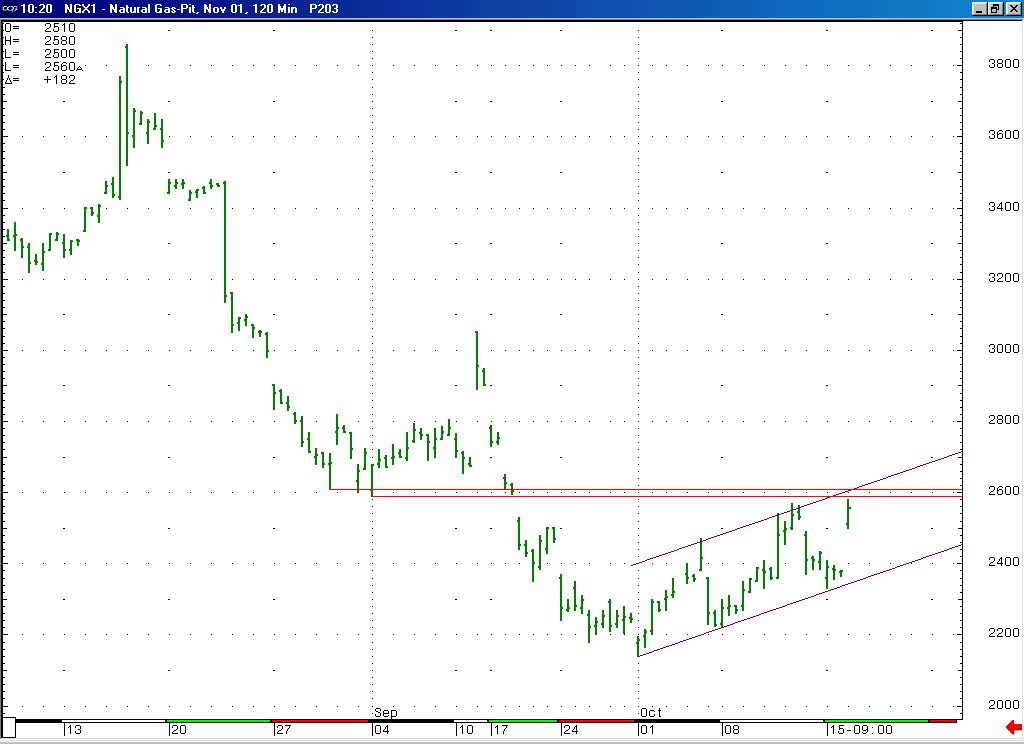 10:20 NGX1 - Natural Gas-Pit, Nov 01, 120 Min P203
O= 2510
H= 2580
L= 2500
L= 2560
Δ= +182
3800
3600
3400
3200
3000
2800
2600
2400
2200
2000
Sep Oct
13 20 27 04 10 17 24 01 08 15-09:00